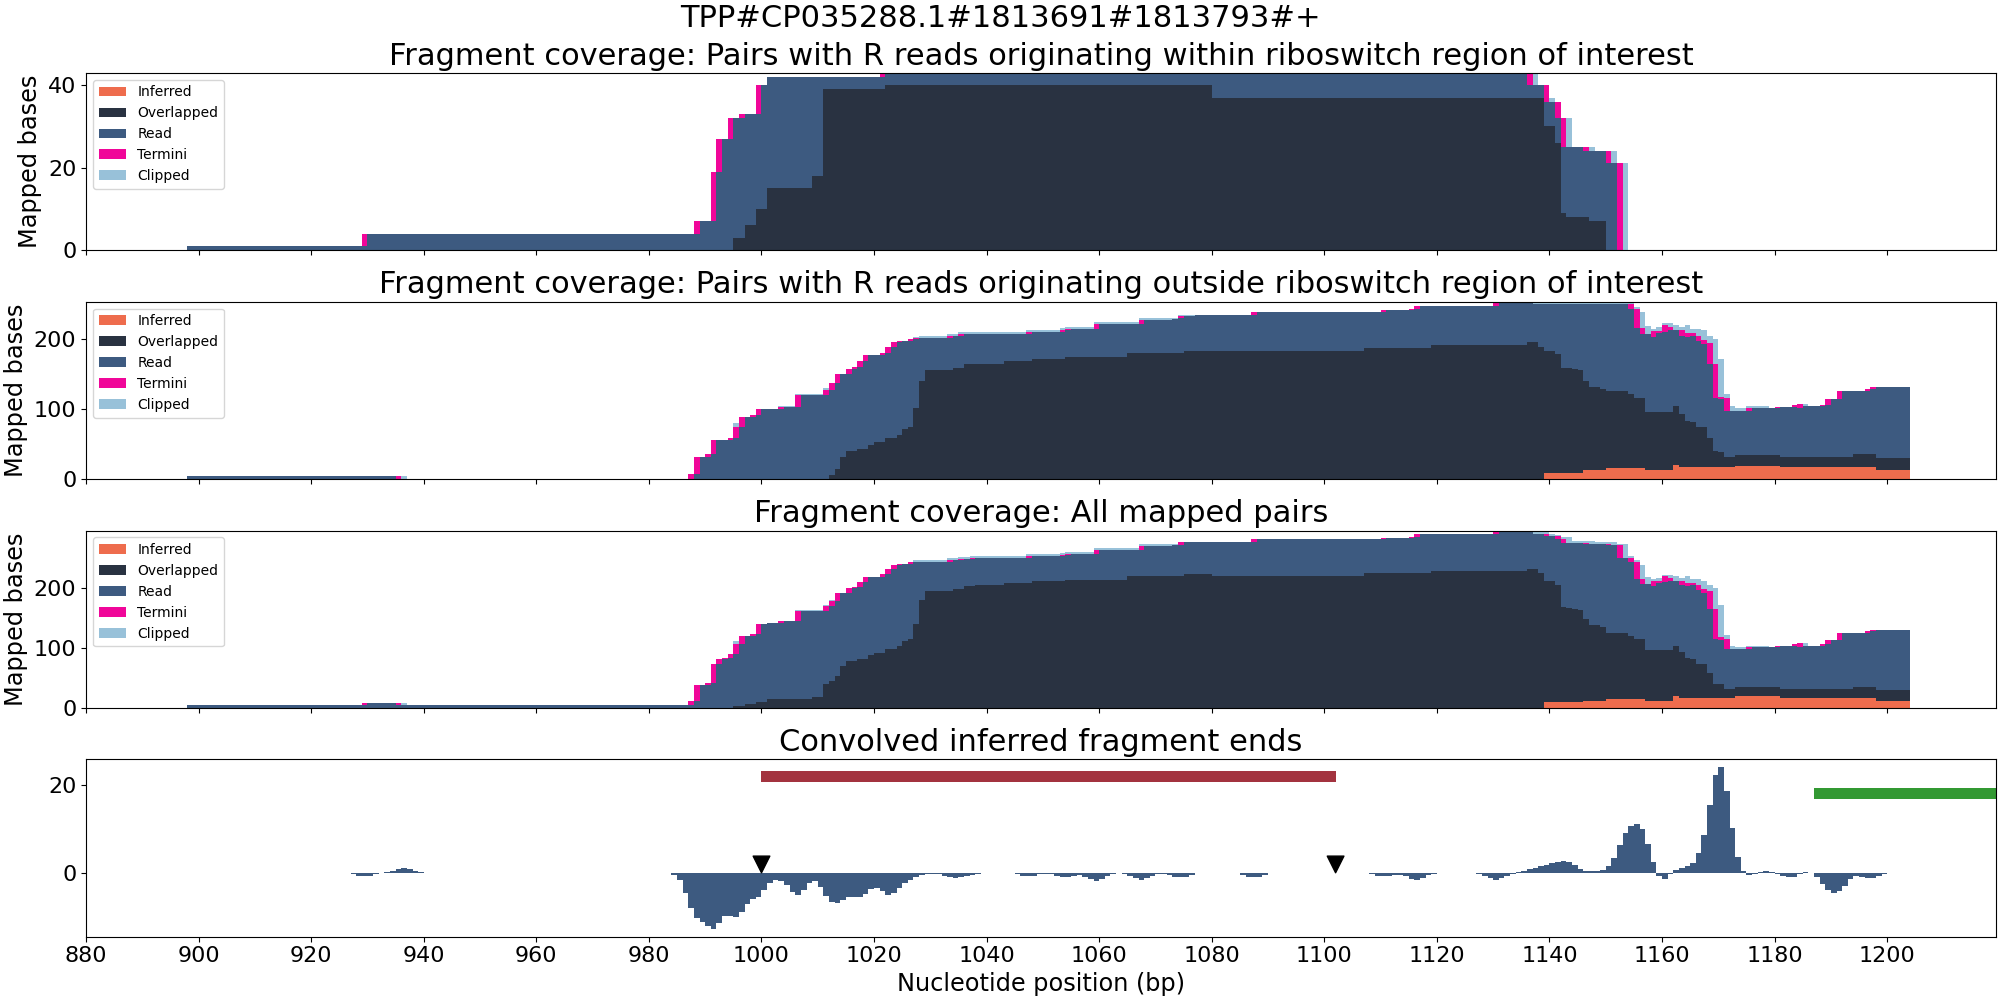 TPP#CP035288.1#1813691#1813793#+
Fragment coverage: Pairs with R reads originating within riboswitch region of interest
Mapped bases
40
20
0
Inferred
Overlapped
Read
Termini
Clipped
Fragment coverage: Pairs with R reads originating outside riboswitch region of interest
Mapped bases
200
100
0
Inferred
Overlapped
Read
Termini
Clipped
Fragment coverage: All mapped pairs
Mapped bases
200
100
0
Inferred
Overlapped
Read
Termini
Clipped
Convolved inferred fragment ends
20
0
880 900 920 940 960 980 1000 1020 1040 1060 1080 1100 1120 1140 1160 1180 1200
Nucleotide position (bp)